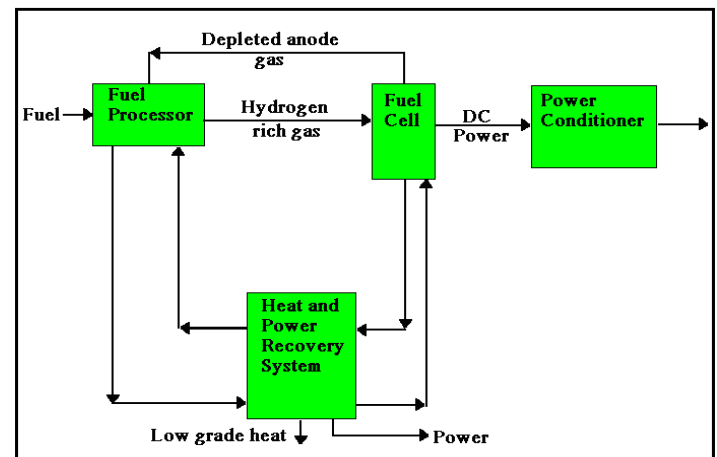 Depleted anode
gas
Fuel
Fuel
Processor
Hydrogen
rich gas
Fuel
Cell
DC
Power
Power
Conditioner
Heat and
Power
Recovery
System
Low grade heat
Power